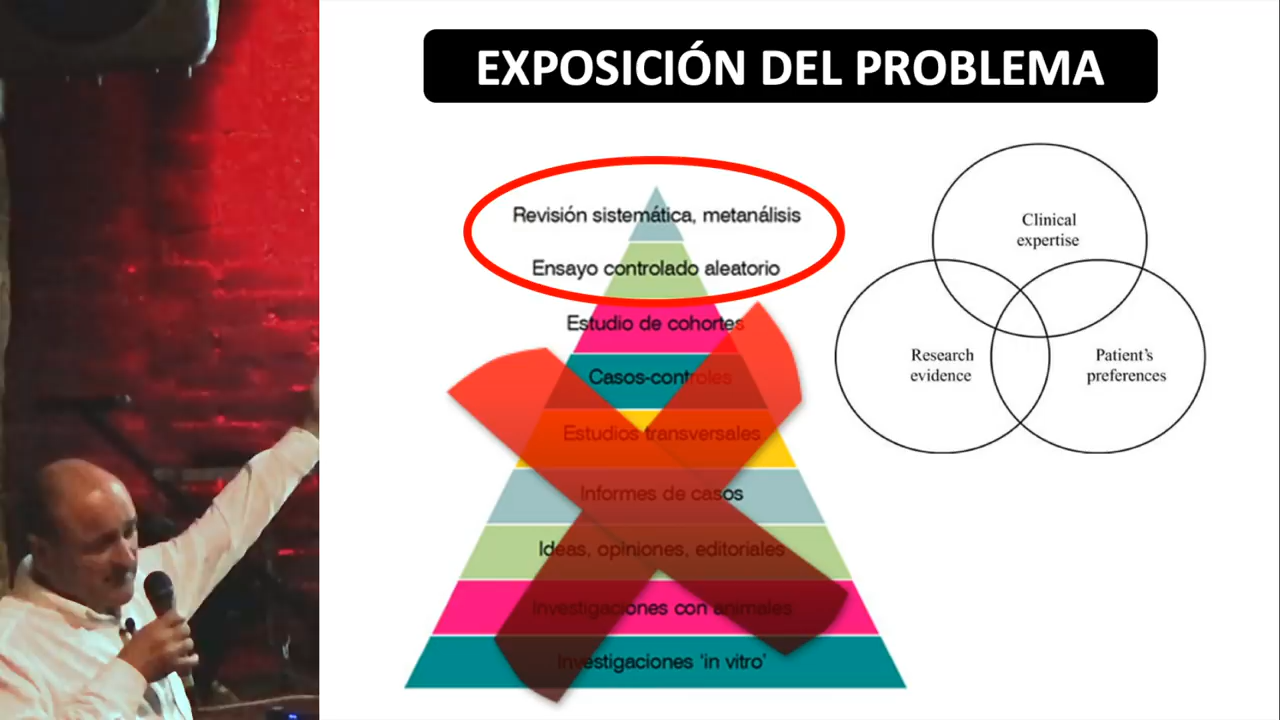 EXPOSICIÓN DEL PROBLEMA
Revisión sistemática, metanálisis
Ensayo controlado aleatorio
Estudio de cohortes
Casos-controles
Estudios transversales
Informes de casos
Ideas, opiniones, editoriales
Investigaciones con animales
Investigaciones 'in vitro'
Clinical
expertise
Research
evidence
Patient's
preferences